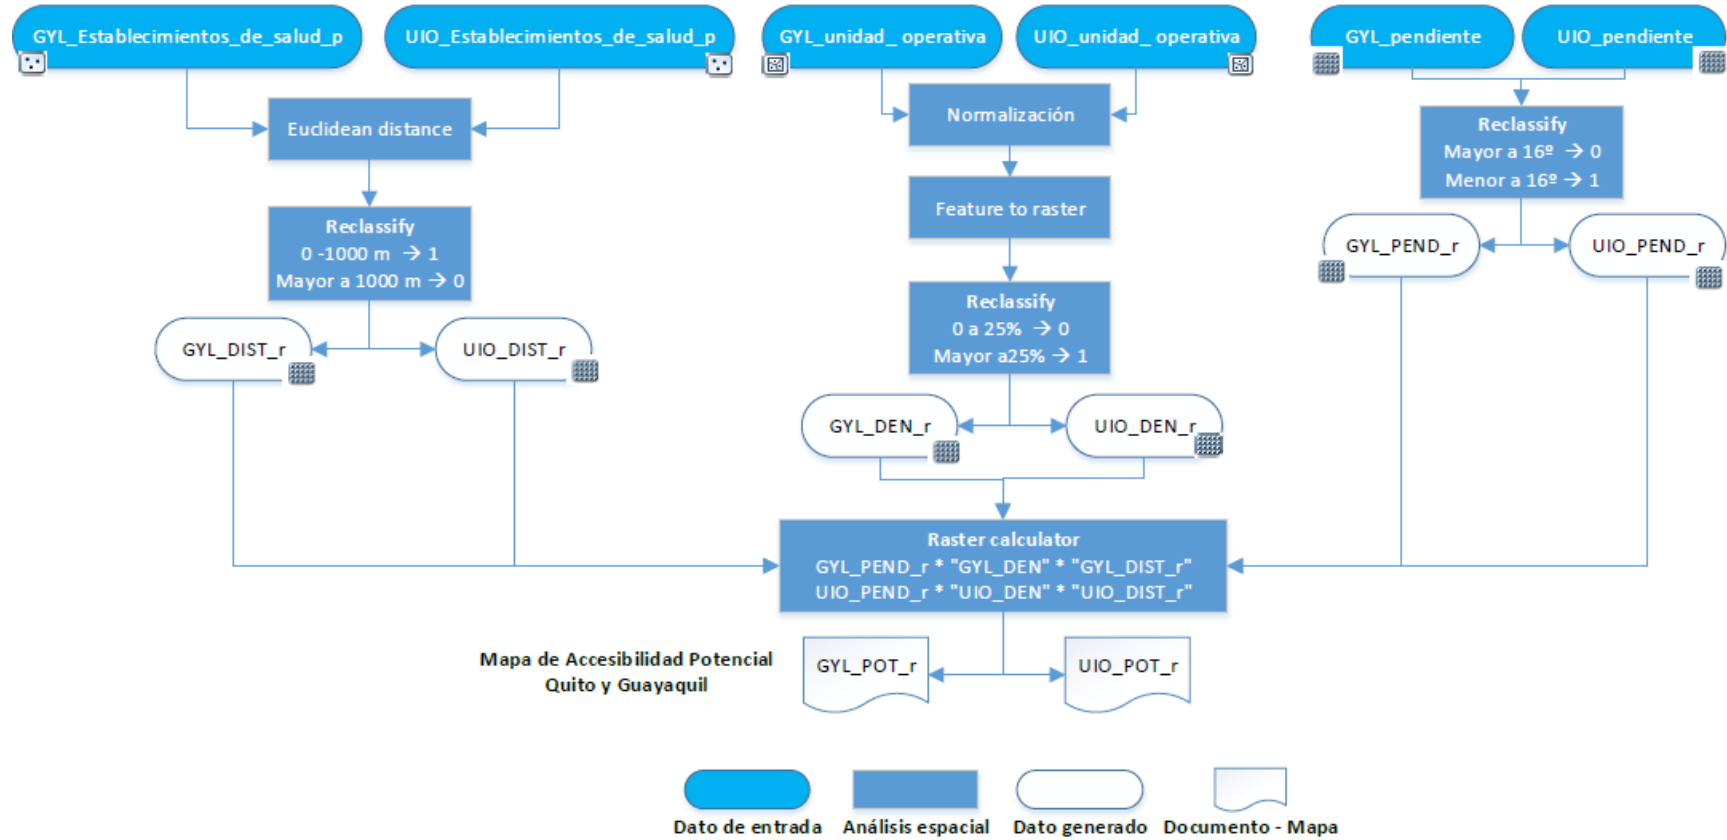 GYL_Establecimientos_de_salud_p
UIO_Establecimientos_de_salud_p
GYL_unidad_ operativa
UIO_unidad_ operativa
GYL_pendiente
UIO_pendiente
Euclidean distance
Normalización
Reclassify
Mayor a 16º → 0
Menor a 16º → 1
Feature to raster
Reclassify
0 -1000 m → 1
Mayor a 1000 m → 0
GYL_PEND_r
UIO_PEND_r
Reclassify
0 a 25% → 0
Mayor a25% → 1
GYL_DIST_r
UIO_DIST_r
GYL_DEN_r
UIO_DEN_r
Raster calculator
GYL_PEND_r * "GYL_DEN" * "GYL_DIST_r"
UIO_PEND_r * "UIO_DEN" * "UIO_DIST_r"
Mapa de Accesibilidad Potencial
Quito y Guayaquil
GYL_POT_r
UIO_POT_r
Dato de entrada
Análisis espacial
Dato generado
Documento - Mapa